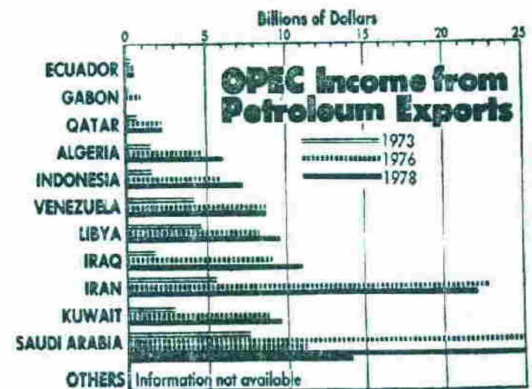 Billions of Dollars
0 5 10 15 20 25
OPEC Income from
Petroleum Exports
1973
1976
1978
ECUADOR
GABON
QATAR
ALGERIA
INDONESIA
VENEZUELA
LIBYA
IRAQ
IRAN
KUWAIT
SAUDI ARABIA
OTHERS Information not available